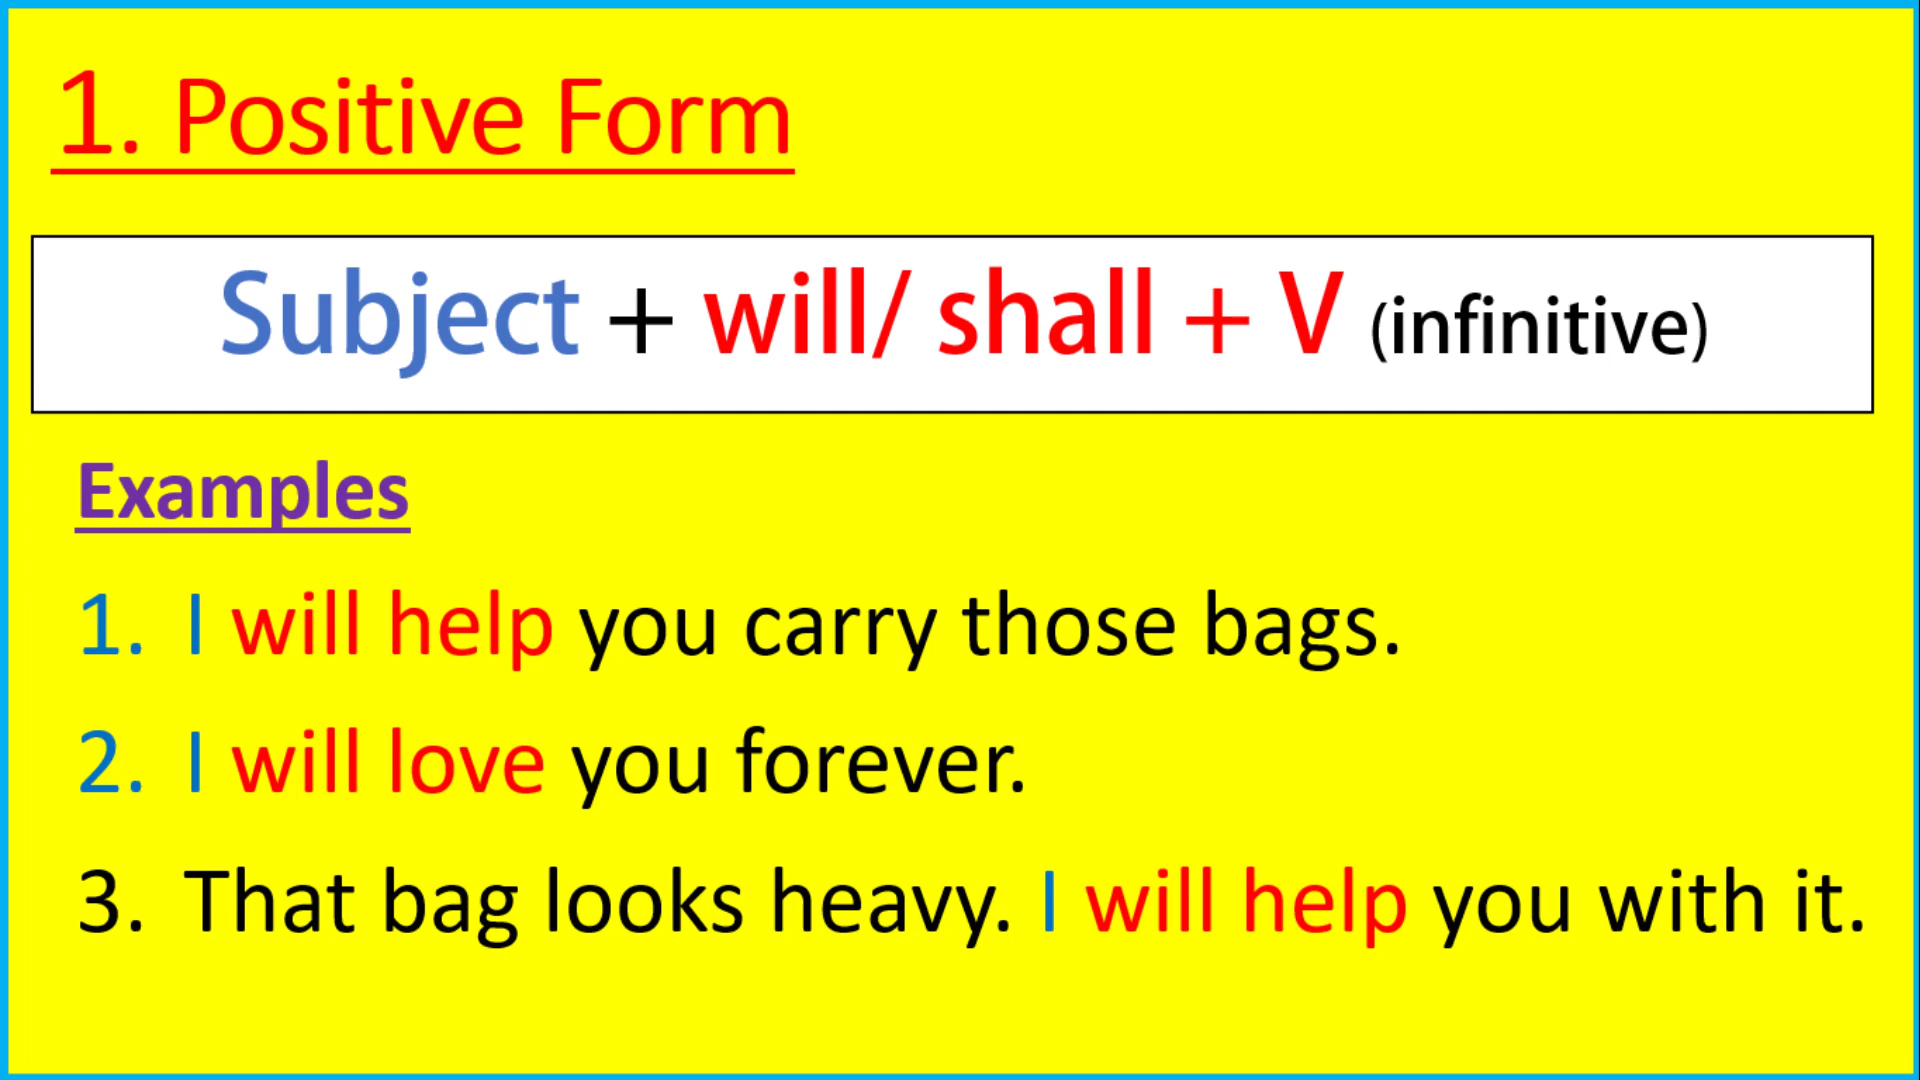 1. Positive Form
Subject + will/ shall + V (infinitive)
Examples
1. I will help you carry those bags.
2. I will love you forever.
3. That bag looks heavy. I will help you with it.